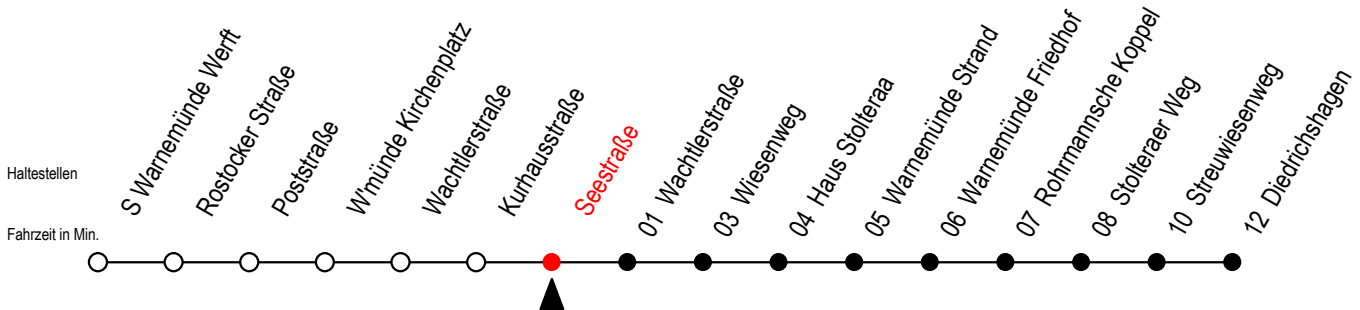 Haltestellen
Fahrzeit in Min.
S Warnemünde Werft
Rostocker Straße
Poststraße
W'münde Kirchenplatz
Wachtlerstraße
Kurhausstraße
Seestraße
01 Wachtlerstraße
03 Wiesenweg
04 Haus Stolteraa
05 Warnemünde Strand
06 Warnemünde Friedhof
07 Rohrmannsche Koppel
08 Stolteraer Weg
10 Streuwiesenweg
12 Diedrichshagen